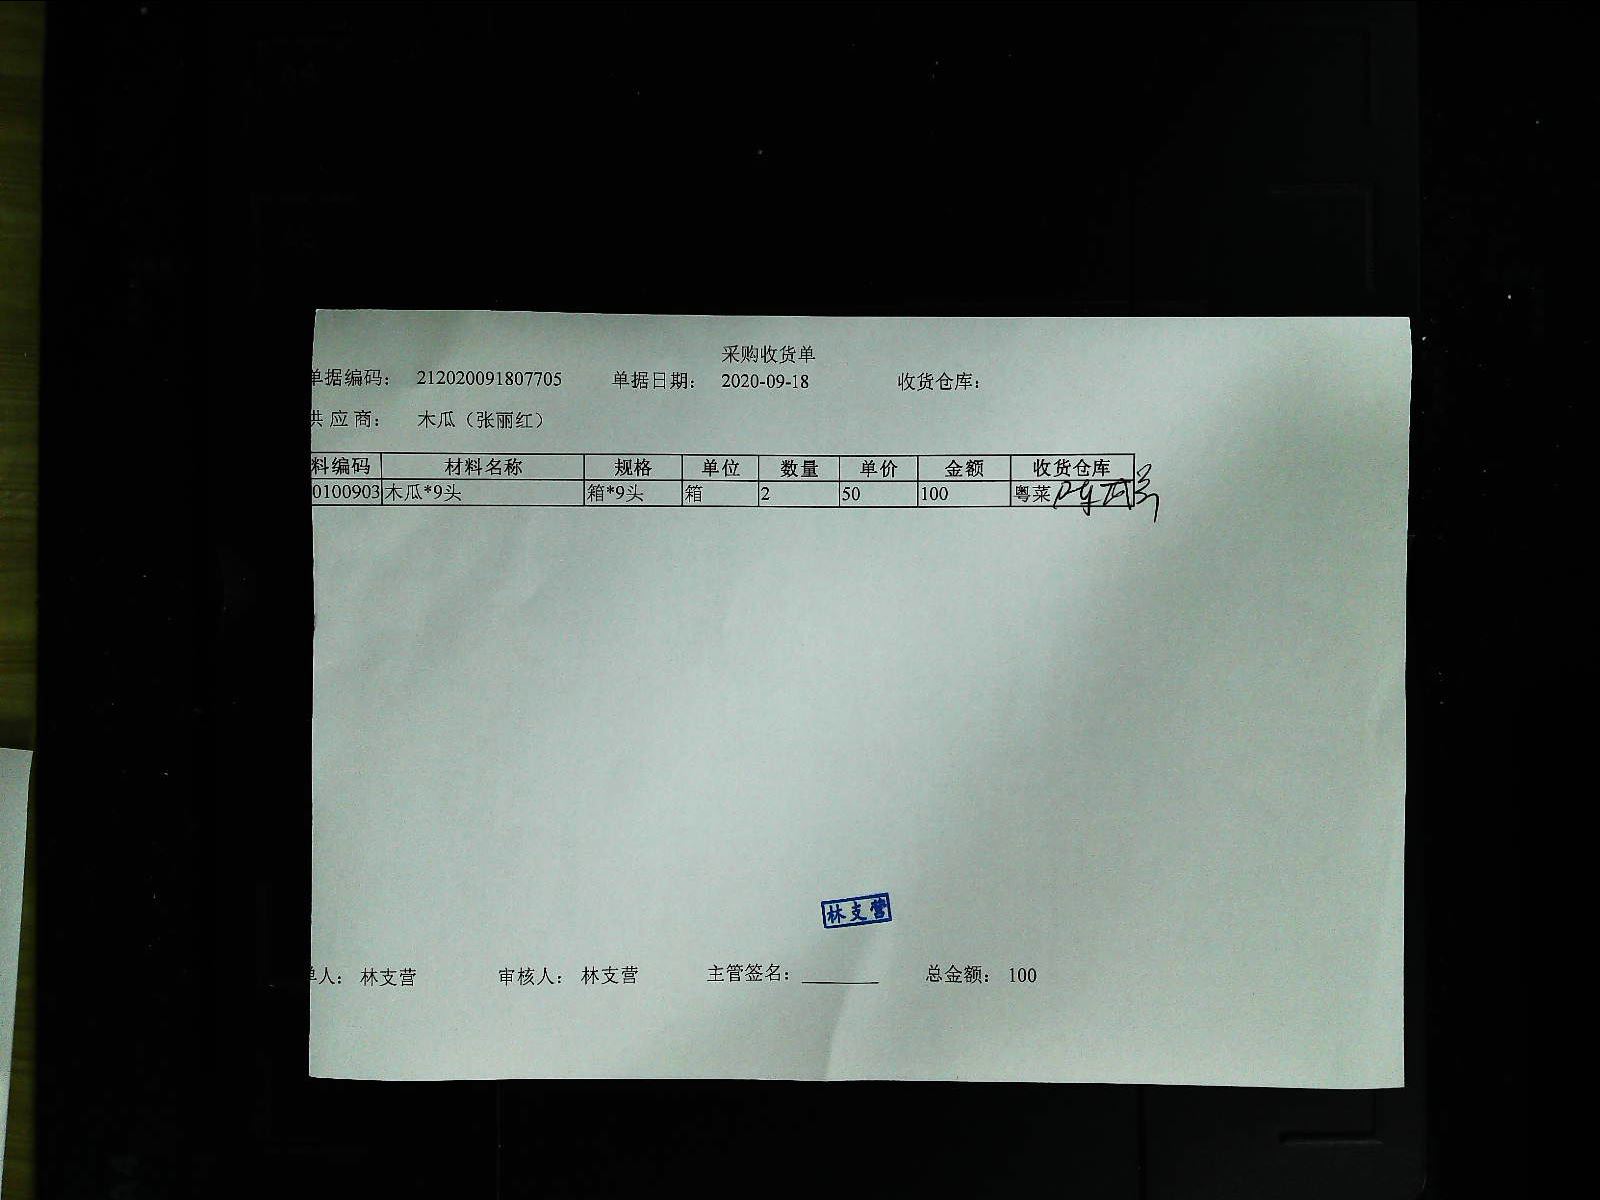 采购收货单
单据编码： 212020091807705 单据日期： 2020-09-18 收货仓库：
供应商： 木瓜（张丽红）
料编码 材料名称 规格 单位 数量 单价 金额 收货仓库
0100903 木瓜*9头 箱*9头 箱 2 50 100 粤菜
林支营
单人： 林支营 审核人： 林支营 主管签名： 总金额： 100